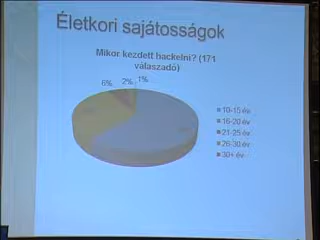 Életkori sajátosságok
Mikor kezdett hackelni? (171
válaszadó)
6% 2% 1%
10-15 év
16-20 év
21-25 év
26-30 év
30+ év